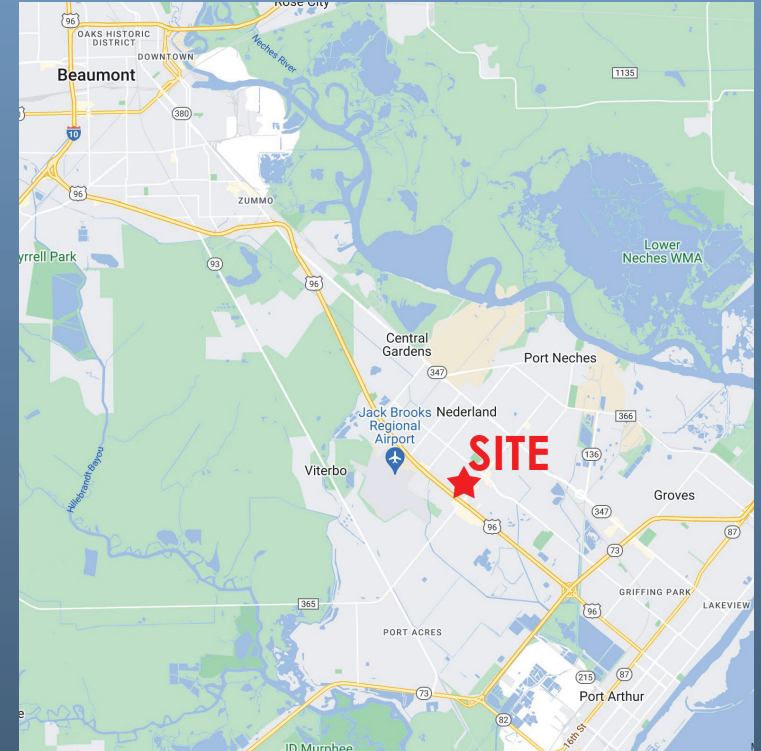 Rose City
96
OAKS HISTORIC
DISTRICT
DOWNTOWN
Neches River
Beaumont
1135
380
10
96
ZUMMO
yrrell Park
Lower
Neches WMA
93
96
Central
Gardens
Port Neches
347
Jack Brooks
Regional
Airport
Nederland
366
SITE
136
Viterbo
Hillebrandt Bayou
Groves
347
96
87
73
GRIFFING PARK
365
96
LAKEVIEW
PORT ACRES
215
87
73
Port Arthur
82
16th St
e
JD Murphee